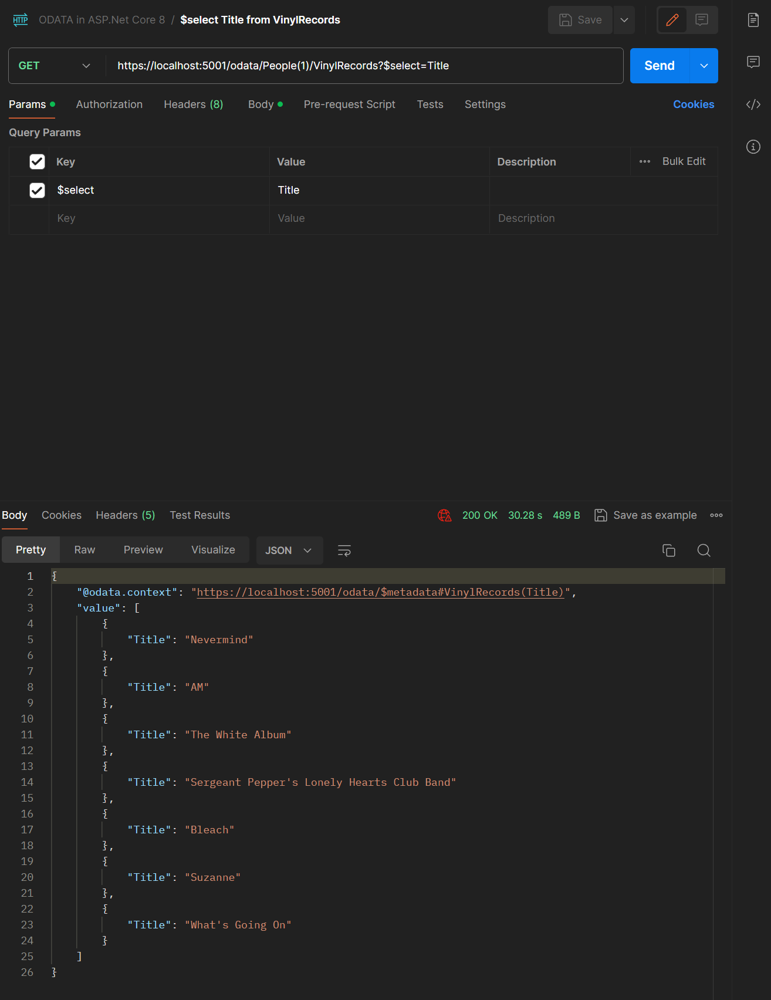 HTTP ODATA in ASP.Net Core 8 / $select Title from VinylRecords Save
GET https://localhost:5001/odata/People(1)/VinylRecords?$select=Title Send
Params Authorization Headers (8) Body Pre-request Script Tests Settings Cookies
Query Params
Key Value Description Bulk Edit
$select Title
Key Value Description
Body Cookies Headers (5) Test Results 200 OK 30.28 s 489 B Save as example
Pretty Raw Preview Visualize JSON
1 {
2 "@odata.context": "https://localhost:5001/odata/$metadata#VinylRecords(Title)",
3 "value": [
4 {
5 "Title": "Nevermind"
6 },
7 {
8 "Title": "AM"
9 },
10 {
11 "Title": "The White Album"
12 },
13 {
14 "Title": "Sergeant Pepper's Lonely Hearts Club Band"
15 },
16 {
17 "Title": "Bleach"
18 },
19 {
20 "Title": "Suzanne"
21 },
22 {
23 "Title": "What's Going On"
24 }
25 ]
26 }